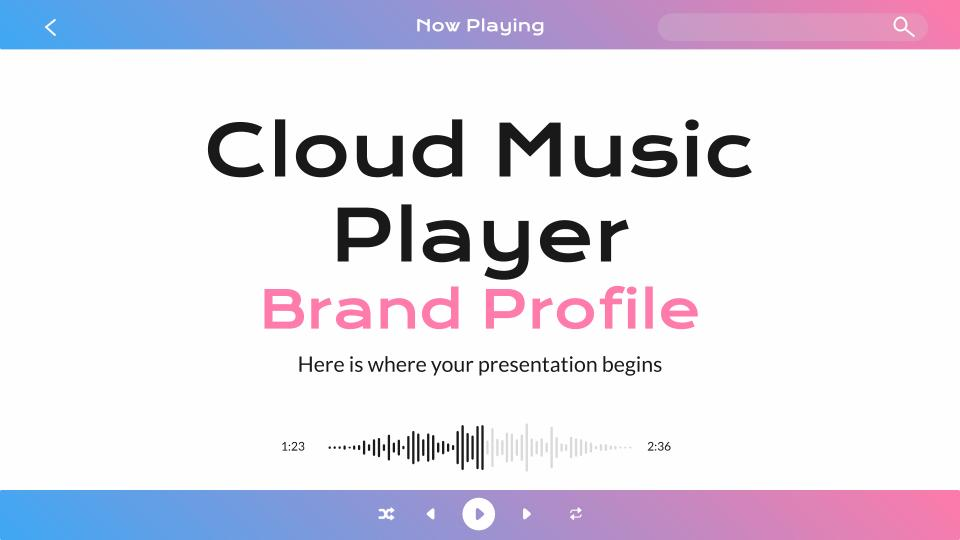 Now Playing
Cloud Music
Player
Brand Profile
Here is where your presentation begins
1:23
2:36